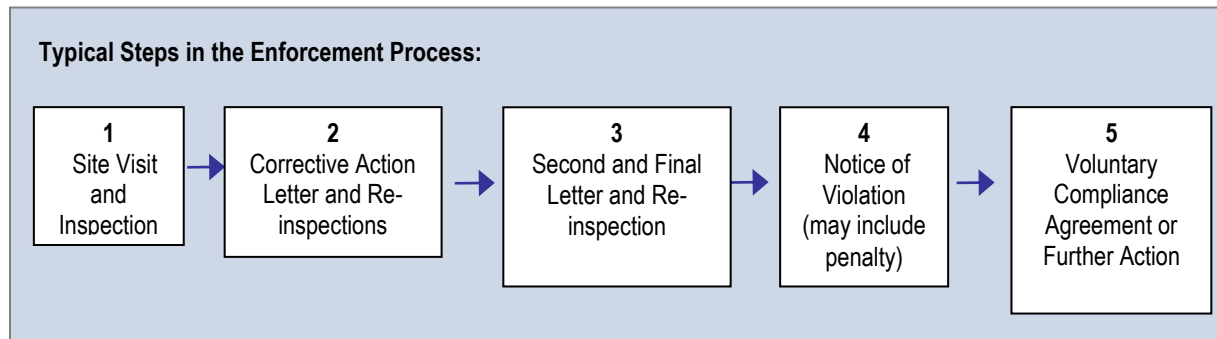 Typical Steps in the Enforcement Process:
1
Site Visit
and
Inspection
2
Corrective Action
Letter and Re-
inspections
3
Second and Final
Letter and Re-
inspection
4
Notice of
Violation
(may include
penalty)
5
Voluntary
Compliance
Agreement or
Further Action